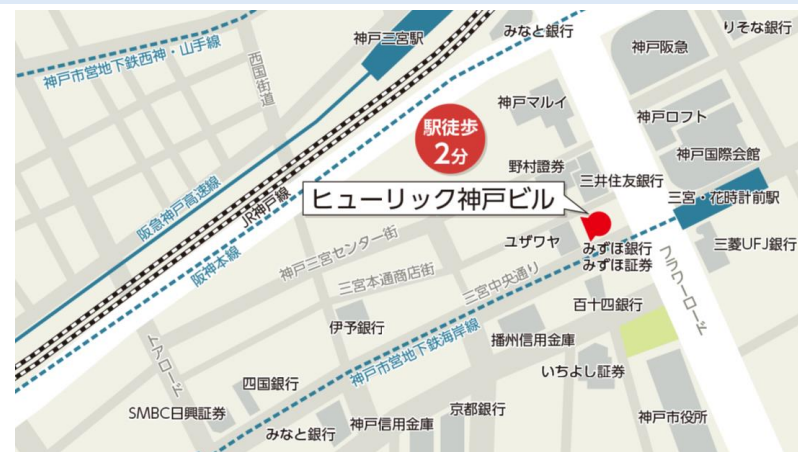 神戸三宮駅
みなと銀行
りそな銀行
神戸阪急
神戸市営地下鉄西神・山手線
西国街道
神戸マルイ
神戸ロフト
駅徒歩
2分
野村證券
神戸国際会館
三井住友銀行
三宮・花時計前駅
ヒューリック神戸ビル
阪急神戸高速線
JR神戸線
阪神本線
神戸三宮センター街
ユザワヤ
みずほ銀行
みずほ証券
三菱UFJ銀行
フラワーロード
三宮本通商店街
三宮中央通り
百十四銀行
伊予銀行
播州信用金庫
神戸市営地下鉄海岸線
いちよし証券
トアロード
四国銀行
SMBC日興証券
みなと銀行
神戸信用金庫
京都銀行
神戸市役所